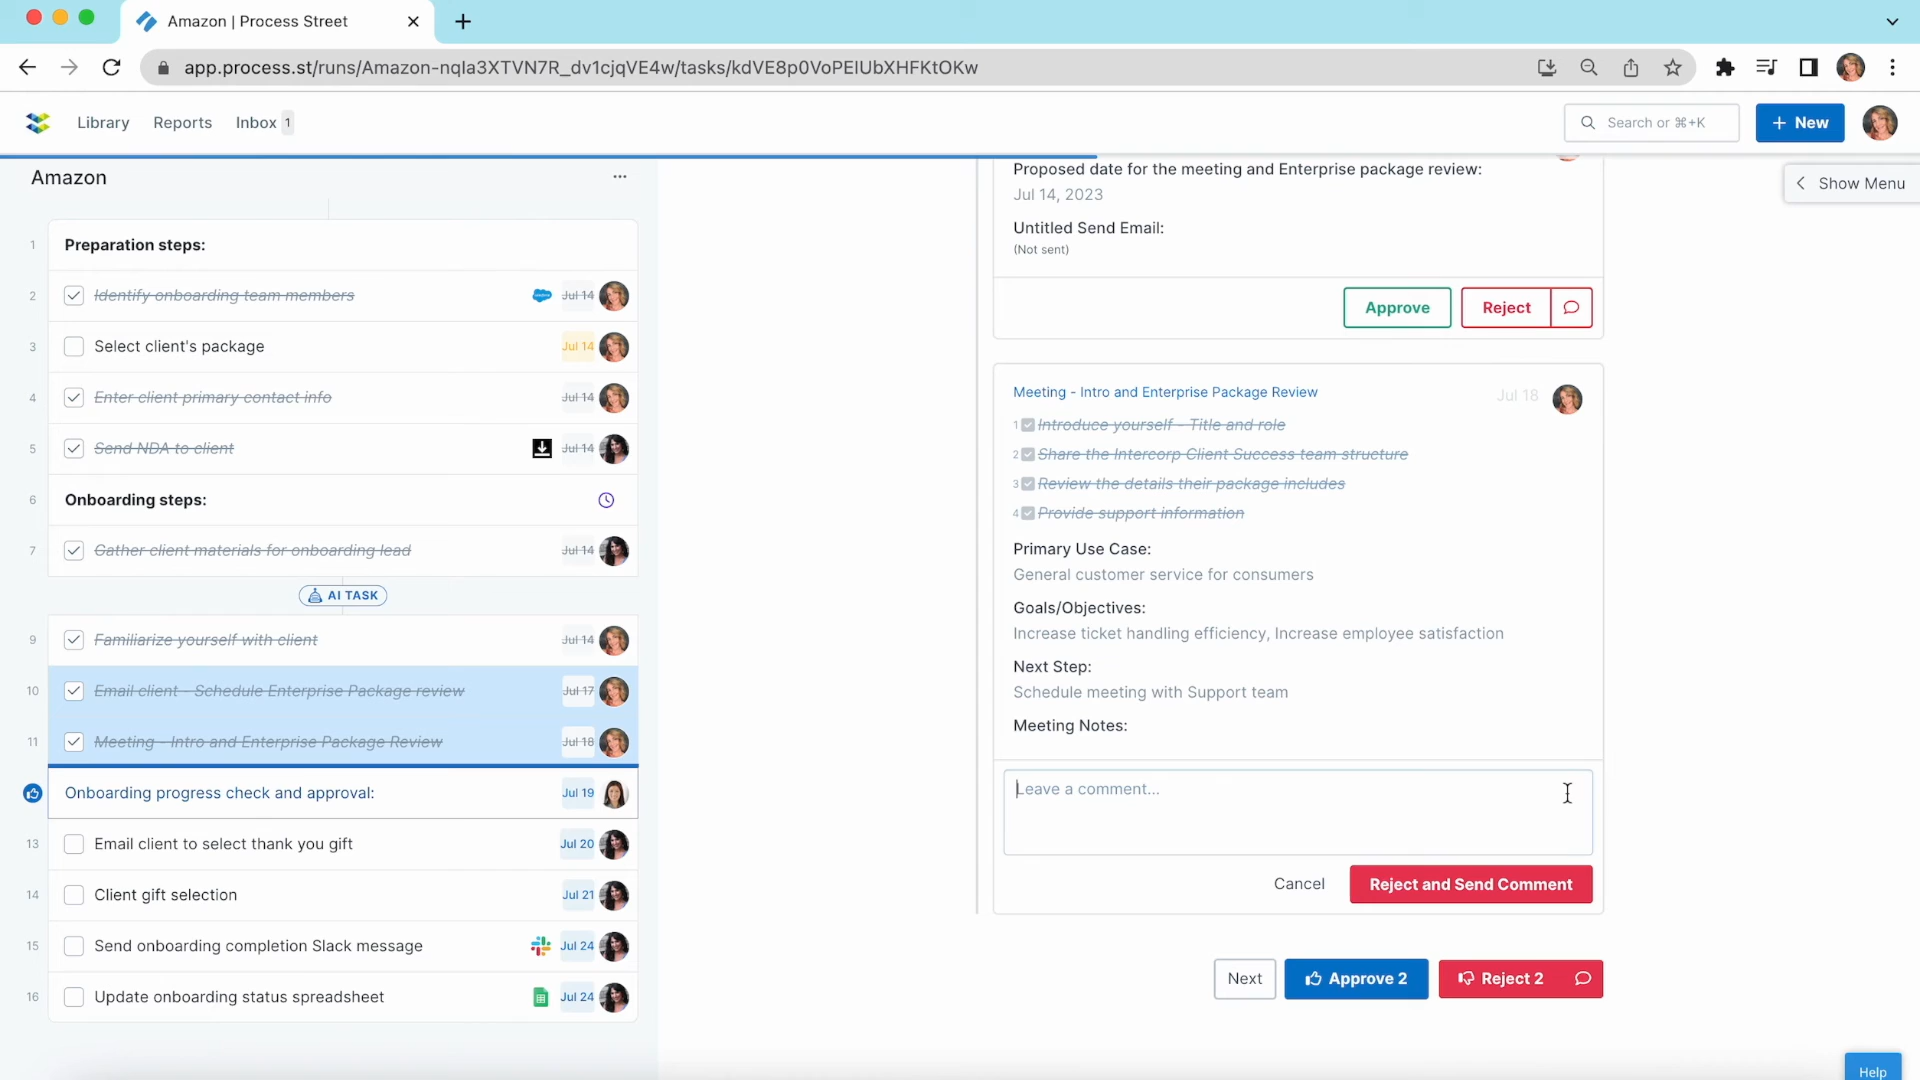 Amazon | Process Street
app.process.st/runs/Amazon-nqIa3XTVN7R_dv1cjqVE4w/tasks/kdVE8p0VoPEIUbXHFKtOKw
Library Reports Inbox 1 Search or ⌘+K + New
Amazon ...
1 Preparation steps:
2 Identify onboarding team members Jul 14
3 Select client's package Jul 14
4 Enter client primary contact info Jul 14
5 Send NDA to client Jul 14
6 Onboarding steps:
7 Gather client materials for onboarding lead Jul 14
AI TASK
9 Familiarize yourself with client Jul 14
10 Email client - Schedule Enterprise Package review Jul 17
11 Meeting - Intro and Enterprise Package Review Jul 18
Onboarding progress check and approval: Jul 19
13 Email client to select thank you gift Jul 20
14 Client gift selection Jul 21
15 Send onboarding completion Slack message Jul 24
16 Update onboarding status spreadsheet Jul 24
Proposed date for the meeting and Enterprise package review:
Jul 14, 2023
Untitled Send Email:
(Not sent)
Approve Reject
Meeting - Intro and Enterprise Package Review Jul 18
1 Introduce yourself - Title and role
2 Share the Intercorp Client Success team structure
3 Review the details their package includes
4 Provide support information
Primary Use Case:
General customer service for consumers
Goals/Objectives:
Increase ticket handling efficiency, Increase employee satisfaction
Next Step:
Schedule meeting with Support team
Meeting Notes:
Leave a comment...
Cancel Reject and Send Comment
Next Approve 2 Reject 2
Show Menu
Help